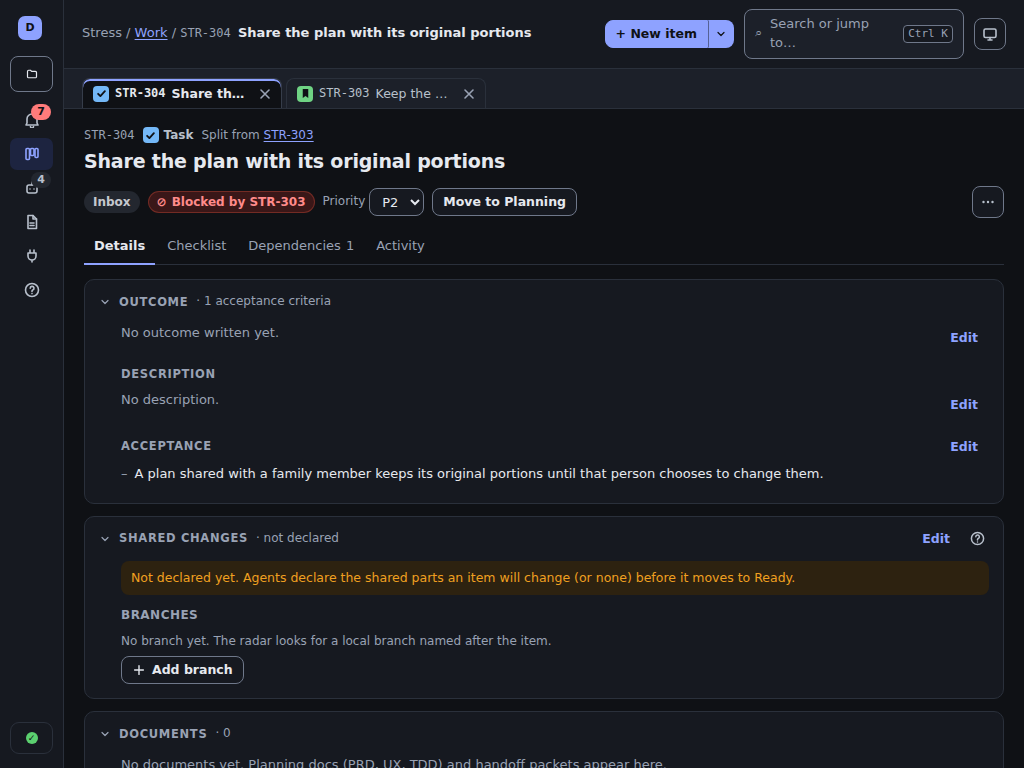 D
Stress / Work / STR-304 Share the plan with its original portions
+ New item
Search or jump to…
Ctrl K
7
4
STR-304 Share th…
STR-303 Keep the …
STR-304 Task Split from STR-303
Share the plan with its original portions
Inbox Blocked by STR-303 Priority P2 Move to Planning
Details Checklist Dependencies 1 Activity
OUTCOME · 1 acceptance criteria
No outcome written yet.
Edit
DESCRIPTION
No description.
Edit
ACCEPTANCE
Edit
– A plan shared with a family member keeps its original portions until that person chooses to change them.
SHARED CHANGES · not declared
Edit
Not declared yet. Agents declare the shared parts an item will change (or none) before it moves to Ready.
BRANCHES
No branch yet. The radar looks for a local branch named after the item.
+ Add branch
DOCUMENTS · 0
No documents yet. Planning docs (PRD, UX, TDD) and handoff packets appear here.